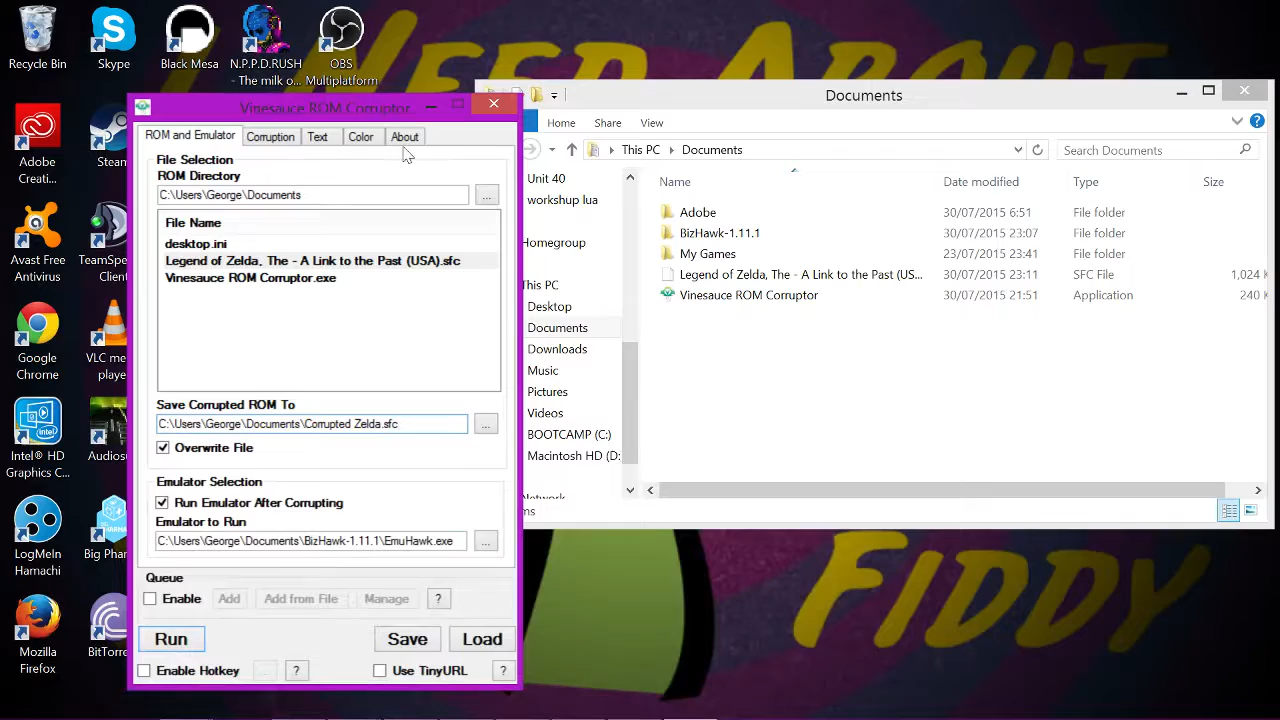 I NEED ABOUT
FIDDY
Recycle Bin
Skype
Black Mesa
N.P.P.D.RUSH
- The milk o...
OBS
Multiplatform
Adobe
Creati...
Steam
Avast Free
Antivirus
TeamSpe
Client
Google
Chrome
VLC me
playe
Intel® HD
Graphics C...
Audios
LogMeIn
Hamachi
Big Pharm
Mozilla
Firefox
BitTorre
Vinesauce ROM Corruptor
ROM and Emulator
Corruption
Text
Color
About
File Selection
ROM Directory
C:\Users\George\Documents
...
File Name
desktop.ini
Legend of Zelda, The - A Link to the Past (USA).sfc
Vinesauce ROM Corruptor.exe
Save Corrupted ROM To
C:\Users\George\Documents\Corrupted Zelda.sfc
...
Overwrite File
Emulator Selection
Run Emulator After Corrupting
Emulator to Run
C:\Users\George\Documents\BizHawk-1.11.1\EmuHawk.exe
...
Queue
Enable
Add
Add from File
Manage
?
Run
Save
Load
Enable Hotkey
...
?
Use TinyURL
?
Documents
Home
Share
View
This PC
Documents
Search Documents
Unit 40
workshup lua
Homegroup
his PC
Desktop
Documents
Downloads
Music
Pictures
Videos
BOOTCAMP (C:)
Macintosh HD (D:
Network
Name
Date modified
Type
Size
Adobe
30/07/2015 6:51
File folder
BizHawk-1.11.1
30/07/2015 23:07
File folder
My Games
23/07/2015 23:41
File folder
Legend of Zelda, The - A Link to the Past (US...
30/07/2015 23:11
SFC File
1,024 K
Vinesauce ROM Corruptor
30/07/2015 21:51
Application
240 K
ms